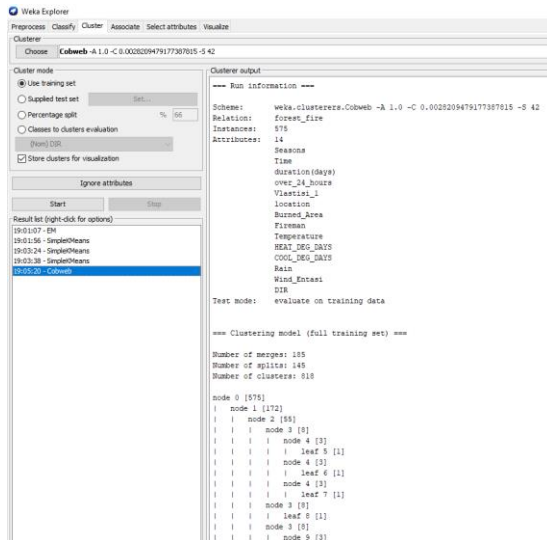 Weka Explorer
Preprocess Classify Cluster Associate Select attributes Visualize
Clusterer
Choose Cobweb -A 1.0 -C 0.0028209479177387815 -S 42
Cluster mode
Use training set
Supplied test set Set...
Percentage split % 66
Classes to clusters evaluation
(Nom) DIR
Store clusters for visualization
Ignore attributes
Start Stop
Result list (right-click for options)
19:01:07 - EM
19:01:56 - SimpleKMeans
19:03:24 - SimpleKMeans
19:03:38 - SimpleKMeans
19:05:20 - Cobweb
Clusterer output
=== Run information ===
Scheme: weka.clusterers.Cobweb -A 1.0 -C 0.0028209479177387815 -S 42
Relation: forest_fire
Instances: 575
Attributes: 14
Seasons
Time
duration(days)
over_24_hours
Vlastisi_1
location
Burned_Area
Fireman
Temperature
HEAT_DEG_DAYS
COOL_DEG_DAYS
Rain
Wind_Entasi
DIR
Test mode: evaluate on training data
=== Clustering model (full training set) ===
Number of merges: 185
Number of splits: 145
Number of clusters: 818
node 0 [575]
| node 1 [172]
| | node 2 [55]
| | | node 3 [8]
| | | | node 4 [3]
| | | | | leaf 5 [1]
| | | | node 4 [3]
| | | | | leaf 6 [1]
| | | | node 4 [3]
| | | | | leaf 7 [1]
| | | node 3 [8]
| | | | leaf 8 [1]
| | | node 3 [8]
| | | | node 9 [3]